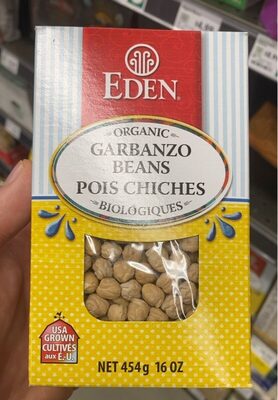 EDEN®
ORGANIC
GARBANZO
BEANS
POIS CHICHES
BIOLOGIQUES
USA
GROWN
CULTIVÉS
aux É.-U.
NET 454g 16 OZ